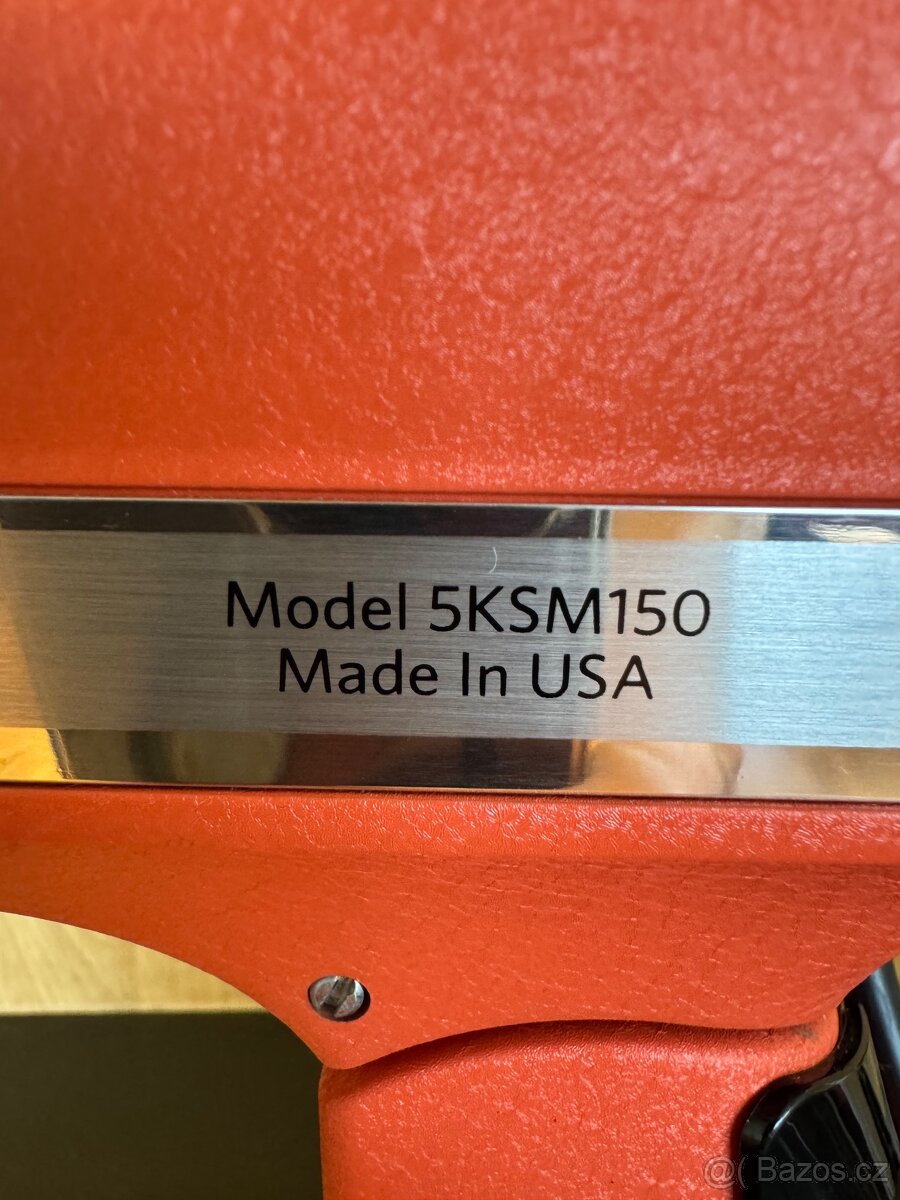 Model 5KSM150
Made In USA
@( Bazos.cz